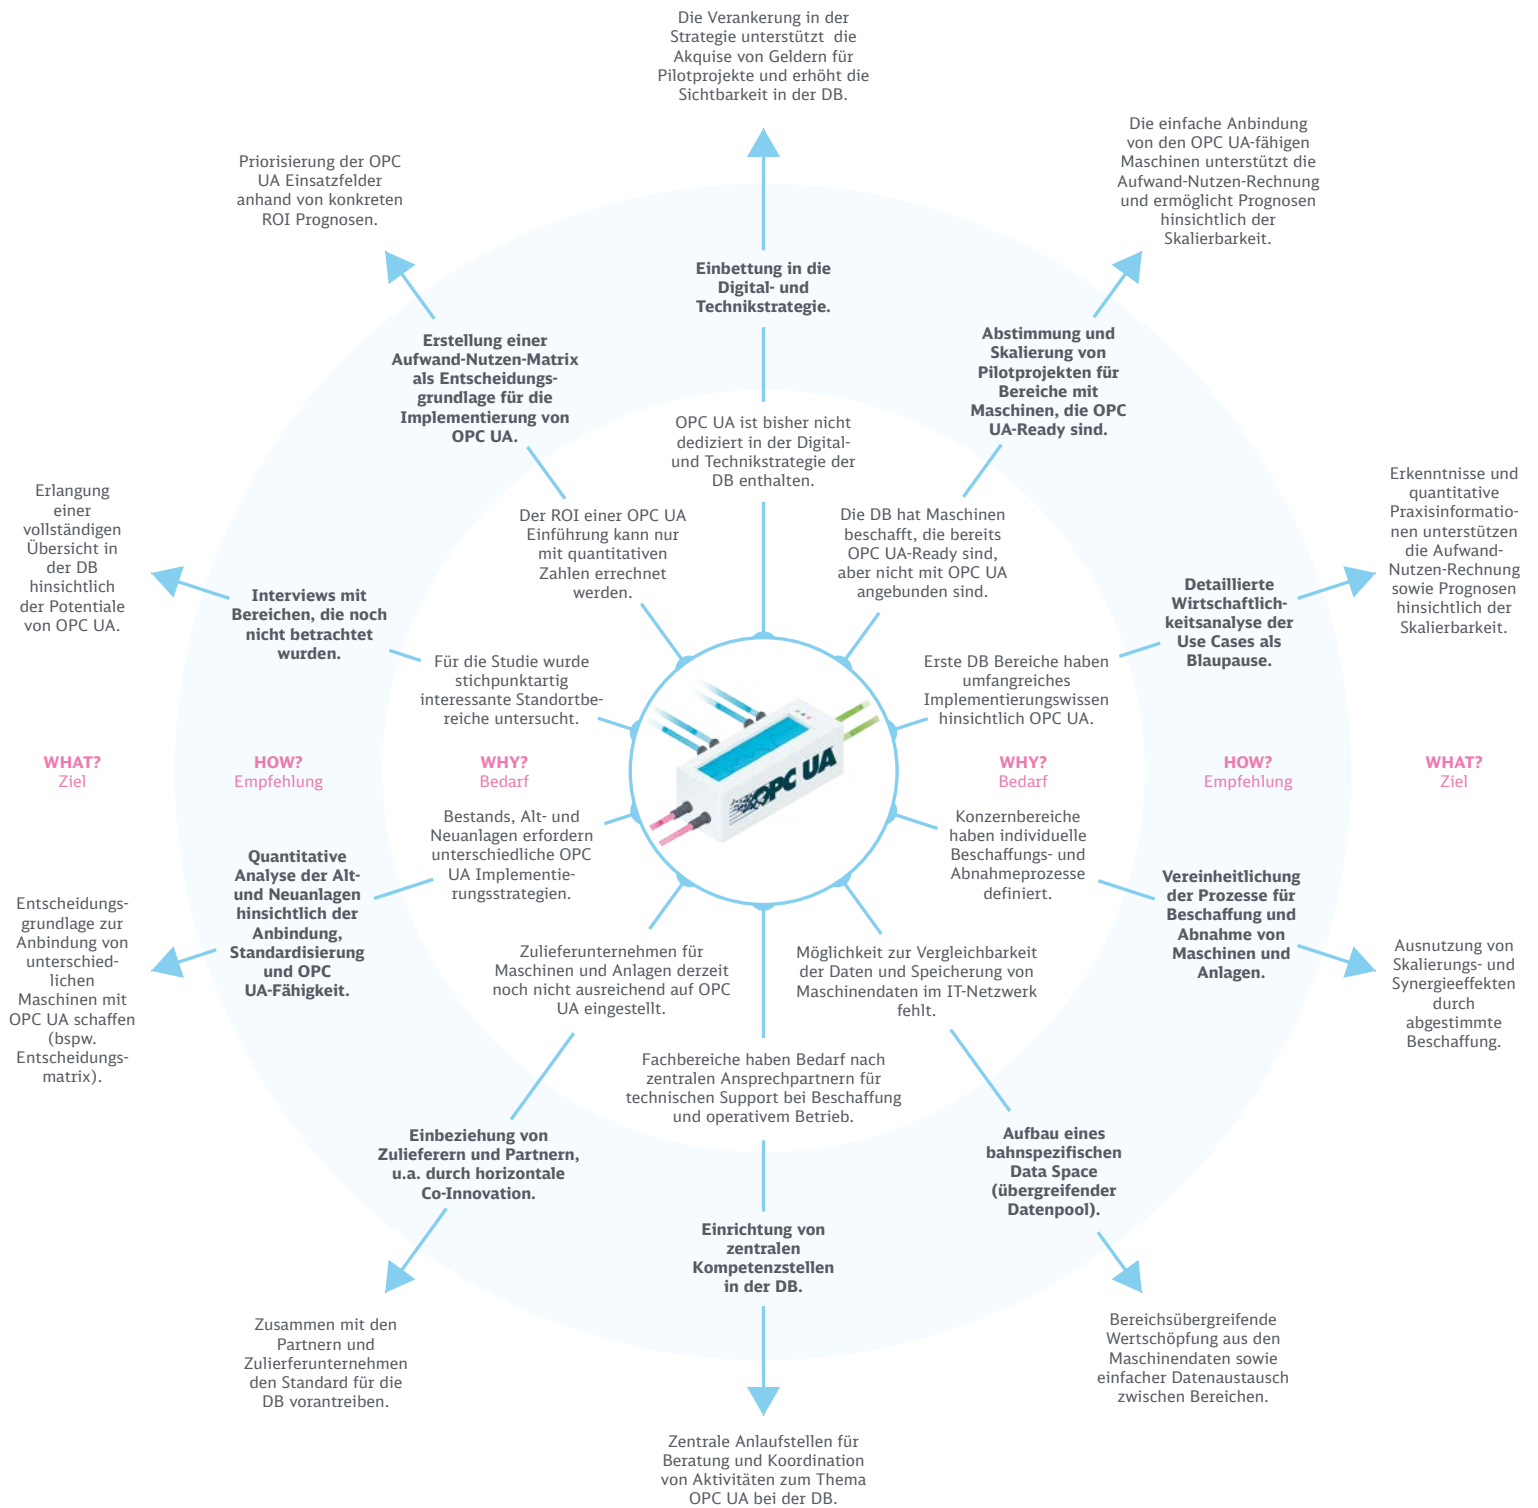 Die Verankerung in der
Strategie unterstützt die
Akquise von Geldern für
Pilotprojekte und erhöht die
Sichtbarkeit in der DB.
Einbettung in die
Digital- und
Technikstrategie.
OPC UA ist bisher nicht
dediziert in der Digital-
und Technikstrategie der
DB enthalten.
Die einfache Anbindung
von den OPC UA-fähigen
Maschinen unterstützt die
Aufwand-Nutzen-Rechnung
und ermöglicht Prognosen
hinsichtlich der
Skalierbarkeit.
Abstimmung und
Skalierung von
Pilotprojekten für
Bereiche mit
Maschinen, die OPC
UA-Ready sind.
Die DB hat Maschinen
beschafft, die bereits
OPC UA-Ready sind,
aber nicht mit OPC UA
angebunden sind.
Priorisierung der OPC
UA Einsatzfelder
anhand von konkreten
ROI Prognosen.
Erstellung einer
Aufwand-Nutzen-Matrix
als Entscheidungs-
grundlage für die
Implementierung von
OPC UA.
Der ROI einer OPC UA
Einführung kann nur
mit quantitativen
Zahlen errechnet
werden.
Erlangung
einer
vollständigen
Übersicht in
der DB
hinsichtlich
der Potentiale
von OPC UA.
Interviews mit
Bereichen, die noch
nicht betrachtet
wurden.
Für die Studie wurde
stichpunktartig
interessante Standortbe-
reiche untersucht.
Erste DB Bereiche haben
umfangreiches
Implementierungswissen
hinsichtlich OPC UA.
Detaillierte
Wirtschaftlich-
keitsanalyse der
Use Cases als
Blaupause.
Erkenntnisse und
quantitative
Praxisinformatio-
nen unterstützen
die Aufwand-
Nutzen-Rechnung
sowie Prognosen
hinsichtlich der
Skalierbarkeit.
WHAT?
Ziel
HOW?
Empfehlung
WHY?
Bedarf
OPC UA
WHY?
Bedarf
HOW?
Empfehlung
WHAT?
Ziel
Entscheidungs-
grundlage zur
Anbindung von
unterschied-
lichen
Maschinen mit
OPC UA schaffen
(bspw.
Entscheidungs-
matrix).
Quantitative
Analyse der Alt-
und Neuanlagen
hinsichtlich der
Anbindung,
Standardisierung
und OPC
UA-Fähigkeit.
Bestands, Alt- und
Neuanlagen erfordern
unterschiedliche OPC
UA Implementie-
rungsstrategien.
Konzernbereiche
haben individuelle
Beschaffungs- und
Abnahmeprozesse
definiert.
Vereinheitlichung
der Prozesse für
Beschaffung und
Abnahme von
Maschinen und
Anlagen.
Ausnutzung von
Skalierungs- und
Synergieeffekten
durch
abgestimmte
Beschaffung.
Zulieferunternehmen für
Maschinen und Anlagen derzeit
noch nicht ausreichend auf OPC
UA eingestellt.
Einbeziehung von
Zulieferern und Partnern,
u.a. durch horizontale
Co-Innovation.
Zusammen mit den
Partnern und
Zulierferunternehmen
den Standard für die
DB vorantreiben.
Möglichkeit zur Vergleichbarkeit
der Daten und Speicherung von
Maschinendaten im IT-Netzwerk
fehlt.
Aufbau eines
bahnspezifischen
Data Space
(übergreifender
Datenpool).
Bereichsübergreifende
Wertschöpfung aus den
Maschinendaten sowie
einfacher Datenaustausch
zwischen Bereichen.
Fachbereiche haben Bedarf nach
zentralen Ansprechpartnern für
technischen Support bei Beschaffung
und operativem Betrieb.
Einrichtung von
zentralen
Kompetenzstellen
in der DB.
Zentrale Anlaufstellen für
Beratung und Koordination
von Aktivitäten zum Thema
OPC UA bei der DB.